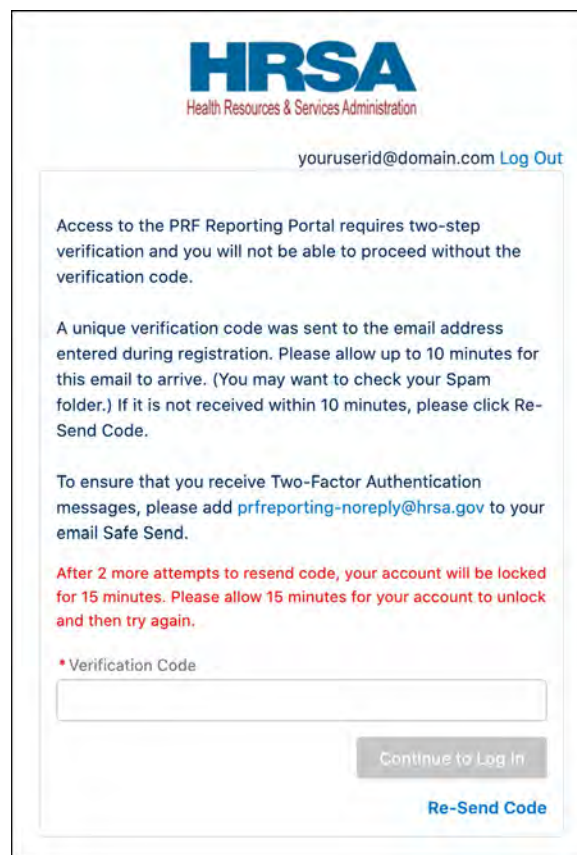 HRSA
Health Resources & Services Administration
youruserid@domain.com Log Out
Access to the PRF Reporting Portal requires two-step
verification and you will not be able to proceed without the
verification code.
A unique verification code was sent to the email address
entered during registration. Please allow up to 10 minutes for
this email to arrive. (You may want to check your Spam
folder.) If it is not received within 10 minutes, please click Re-
Send Code.
To ensure that you receive Two-Factor Authentication
messages, please add prfreporting-noreply@hrsa.gov to your
email Safe Send.
After 2 more attempts to resend code, your account will be locked
for 15 minutes. Please allow 15 minutes for your account to unlock
and then try again.
* Verification Code
Continue to Log In
Re-Send Code